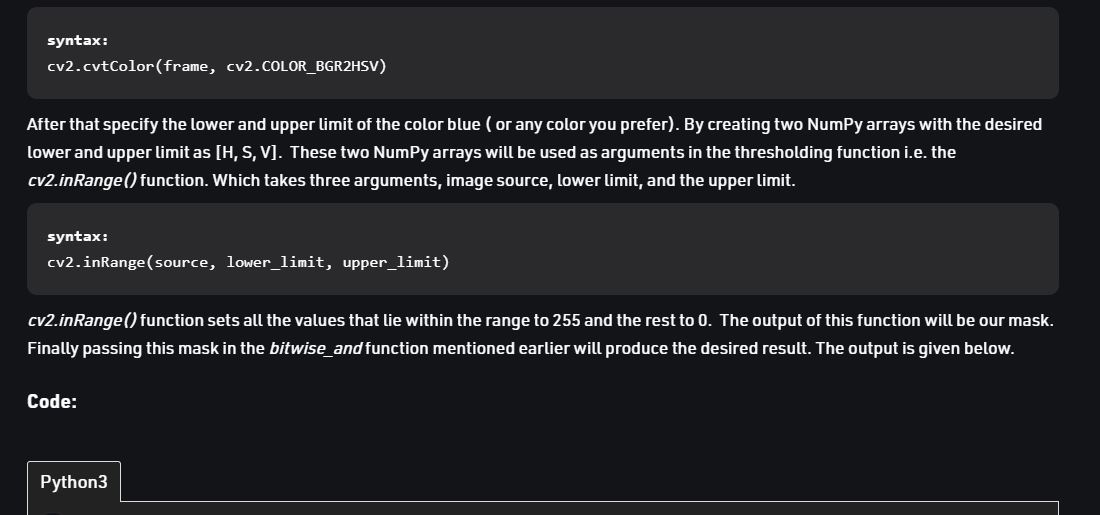 syntax:
cv2.cvtColor(frame, cv2.COLOR_BGR2HSV)
After that specify the lower and upper limit of the color blue ( or any color you prefer). By creating two NumPy arrays with the desired
lower and upper limit as [H, S, V].  These two NumPy arrays will be used as arguments in the thresholding function i.e. the
cv2.inRange() function. Which takes three arguments, image source, lower limit, and the upper limit.
syntax:
cv2.inRange(source, lower_limit, upper_limit)
cv2.inRange() function sets all the values that lie within the range to 255 and the rest to 0.  The output of this function will be our mask.
Finally passing this mask in the bitwise_and function mentioned earlier will produce the desired result. The output is given below.
Code:
Python3